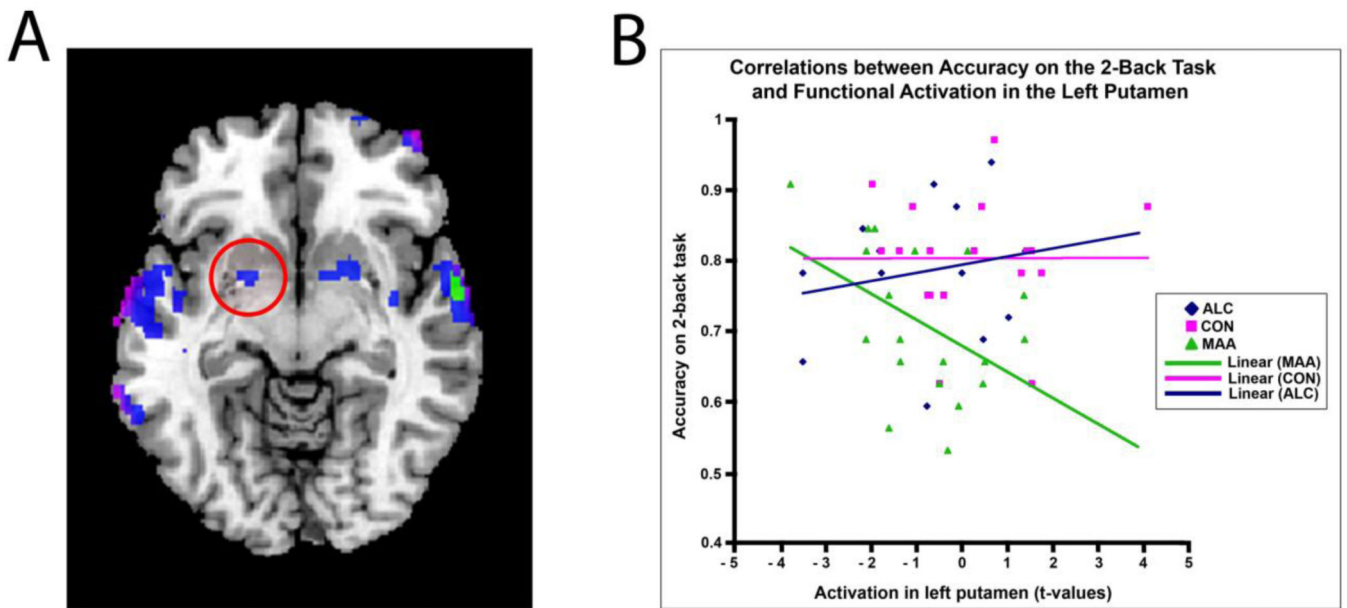 A
B
Correlations between Accuracy on the 2-Back Task
and Functional Activation in the Left Putamen
Accuracy on 2-back task
1
0.9
0.8
0.7
0.6
0.5
0.4
- 5 - 4 - 3 - 2 - 1 0 1 2 3 4 5
Activation in left putamen (t-values)
ALC
CON
MAA
Linear (MAA)
Linear (CON)
Linear (ALC)